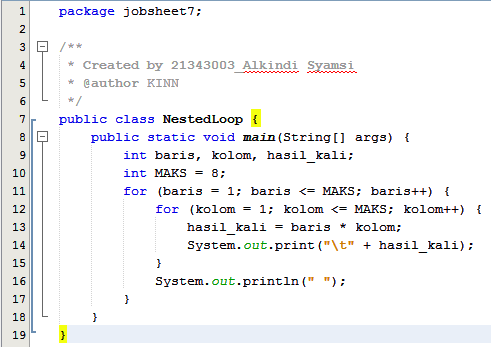 1 package jobsheet7;
2
3 /**
4 * Created by 21343003 Alkindi Syamsi
5 * @author KINN
6 */
7 public class NestedLoop {
8 public static void main(String[] args) {
9 int baris, kolom, hasil_kali;
10 int MAKS = 8;
11 for (baris = 1; baris <= MAKS; baris++) {
12 for (kolom = 1; kolom <= MAKS; kolom++) {
13 hasil_kali = baris * kolom;
14 System.out.print("\t" + hasil_kali);
15 }
16 System.out.println(" ");
17 }
18 }
19 }